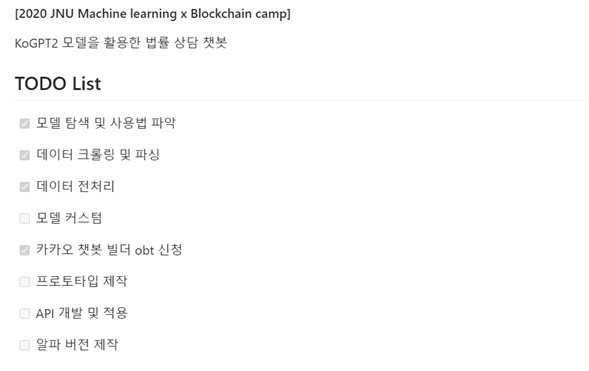 [2020 JNU Machine learning x Blockchain camp]
KoGPT2 모델을 활용한 법률 상담 챗봇
TODO List
모델 탐색 및 사용법 파악
데이터 크롤링 및 파싱
데이터 전처리
모델 커스텀
카카오 챗봇 빌더 obt 신청
프로토타입 제작
API 개발 및 적용
알파 버전 제작